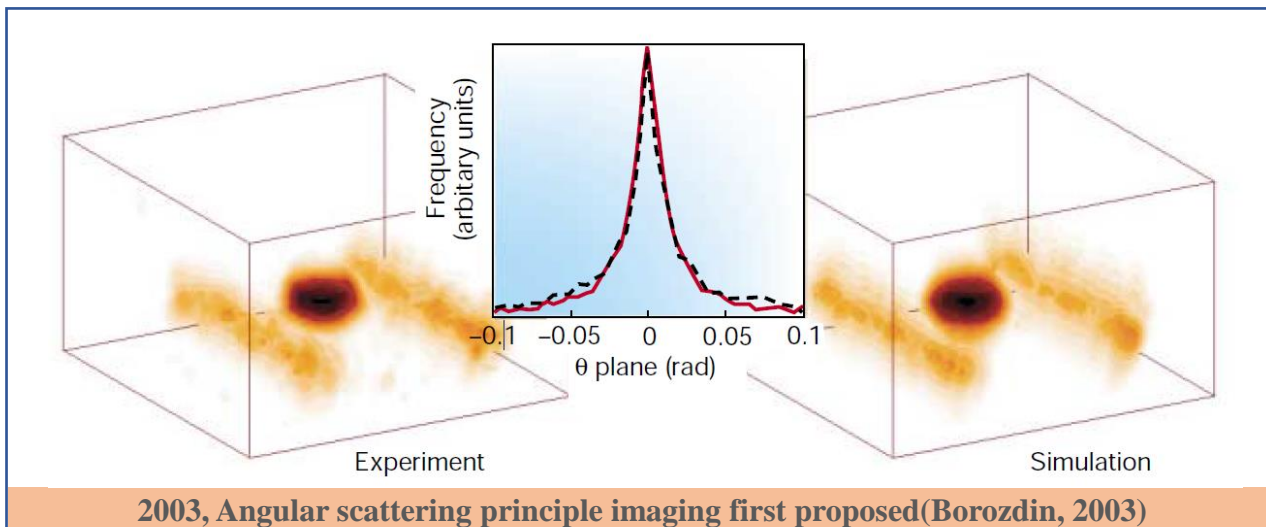 Frequency
(arbitary units)
−0.1 −0.05 0 0.05 0.1
θ plane (rad)
Experiment
Simulation
2003, Angular scattering principle imaging first proposed(Borozdin, 2003)